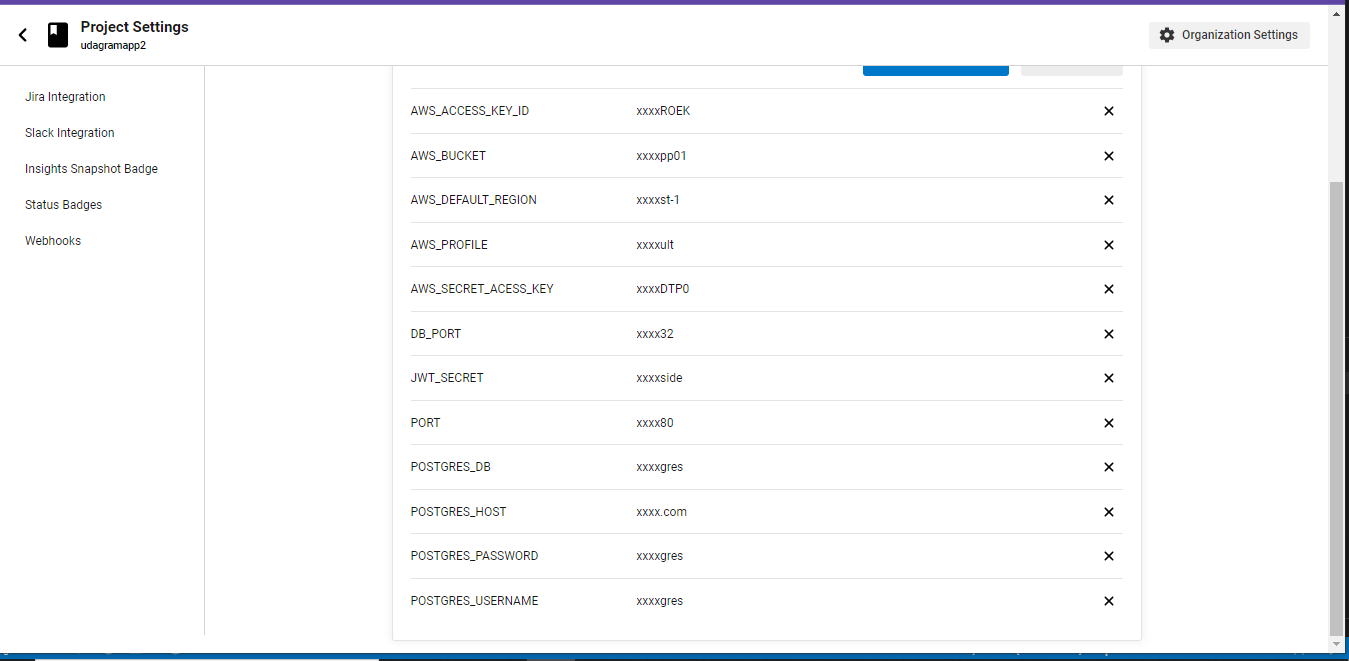 Project Settings
udagramapp2
Organization Settings
Jira Integration
Slack Integration
Insights Snapshot Badge
Status Badges
Webhooks
AWS_ACCESS_KEY_ID xxxxROEK
AWS_BUCKET xxxxpp01
AWS_DEFAULT_REGION xxxxst-1
AWS_PROFILE xxxxult
AWS_SECRET_ACESS_KEY xxxxDTP0
DB_PORT xxxx32
JWT_SECRET xxxxside
PORT xxxx80
POSTGRES_DB xxxxgres
POSTGRES_HOST xxxx.com
POSTGRES_PASSWORD xxxxgres
POSTGRES_USERNAME xxxxgres